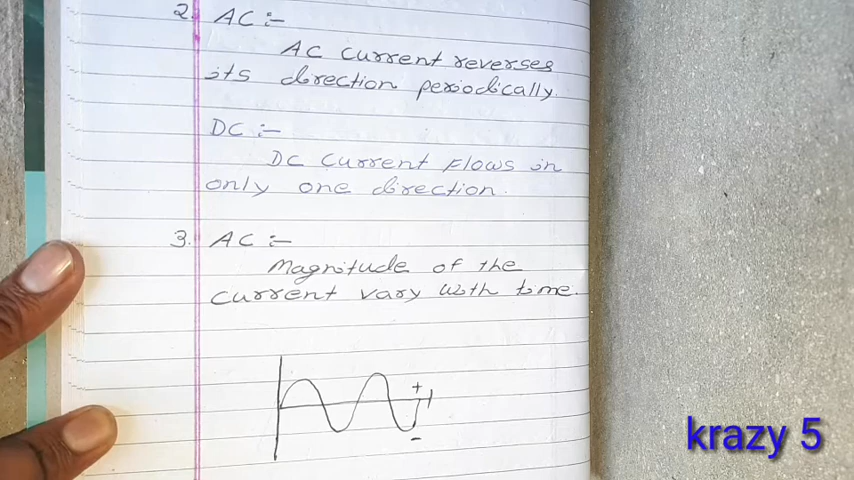 2. AC :-
AC current reverses
its direction periodically.
DC :-
DC current flows in
only one direction.
3. AC :-
Magnitude of the
current vary with time.
+
-
krazy 5